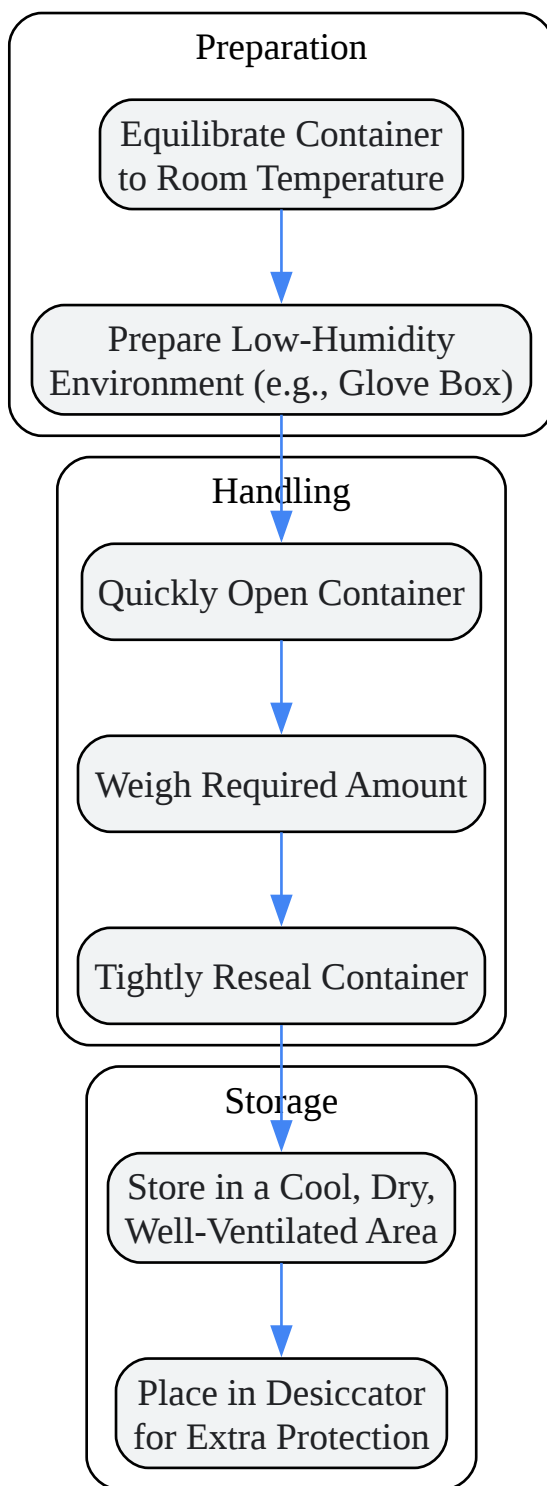 Preparation
Equilibrate Container
to Room Temperature
Prepare Low-Humidity
Environment (e.g., Glove Box)
Handling
Quickly Open Container
Weigh Required Amount
Tightly Reseal Container
Storage
Store in a Cool, Dry,
Well-Ventilated Area
Place in Desiccator
for Extra Protection